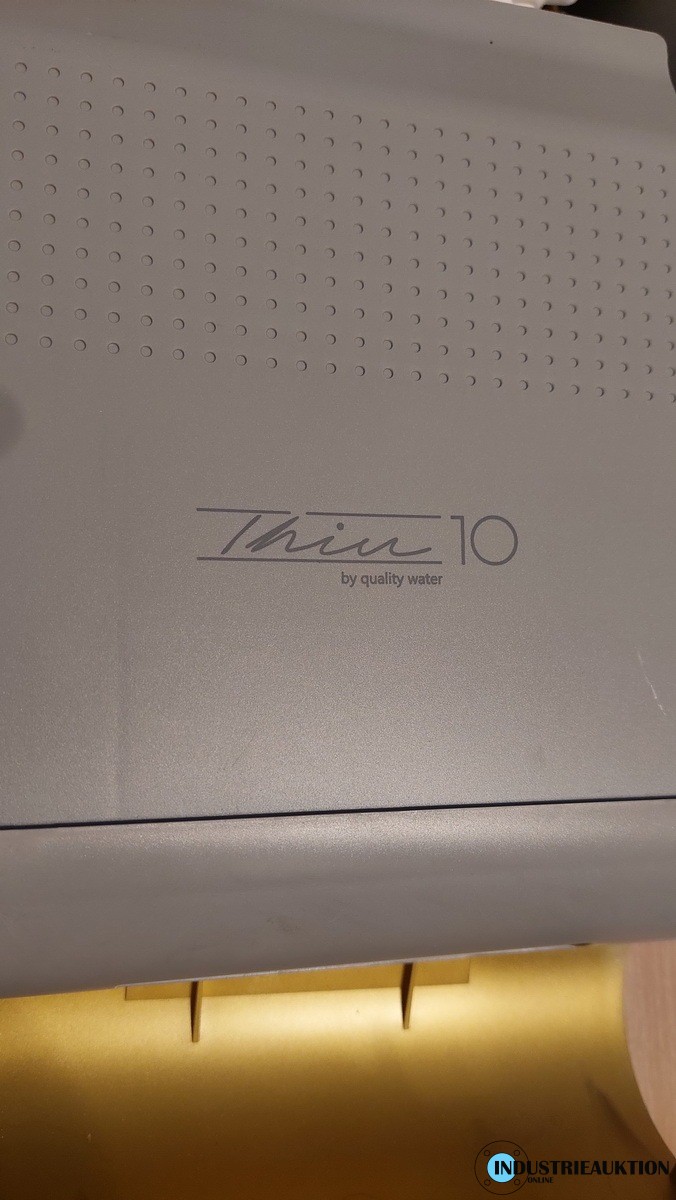 Thin 10
by quality water
INDUSTRIEAUKTION
ONLINE